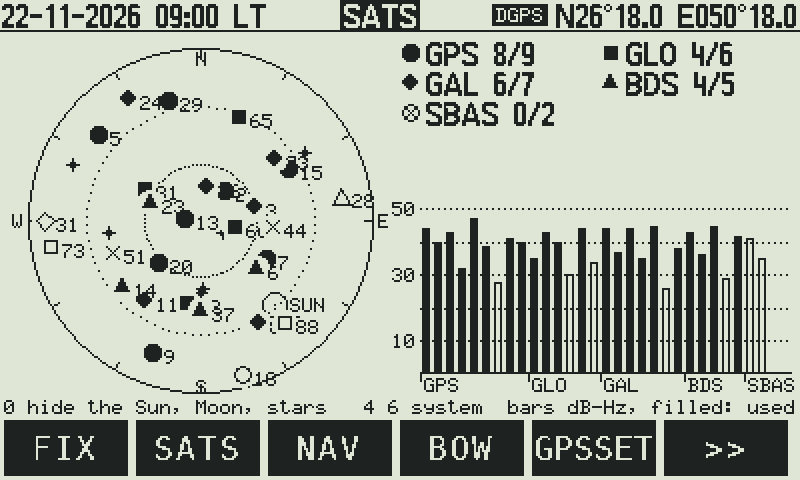 22-11-2026 09:00 LT SATS DGPS N26°18.0 E050°18.0
GPS 8/9 GLO 4/6
GAL 6/7 BDS 4/5
SBAS 0/2
N
24 29
65
5
15
31
28
23
3
W 31 13 44 E
73
51
20
6
14
11 SUN
37
88
9
S 16
50
30
10
GPS GLO GAL BDS SBAS
0 hide the Sun, Moon, stars 4 6 system bars dB-Hz, filled: used
FIX SATS NAV BOW GPSSET >>